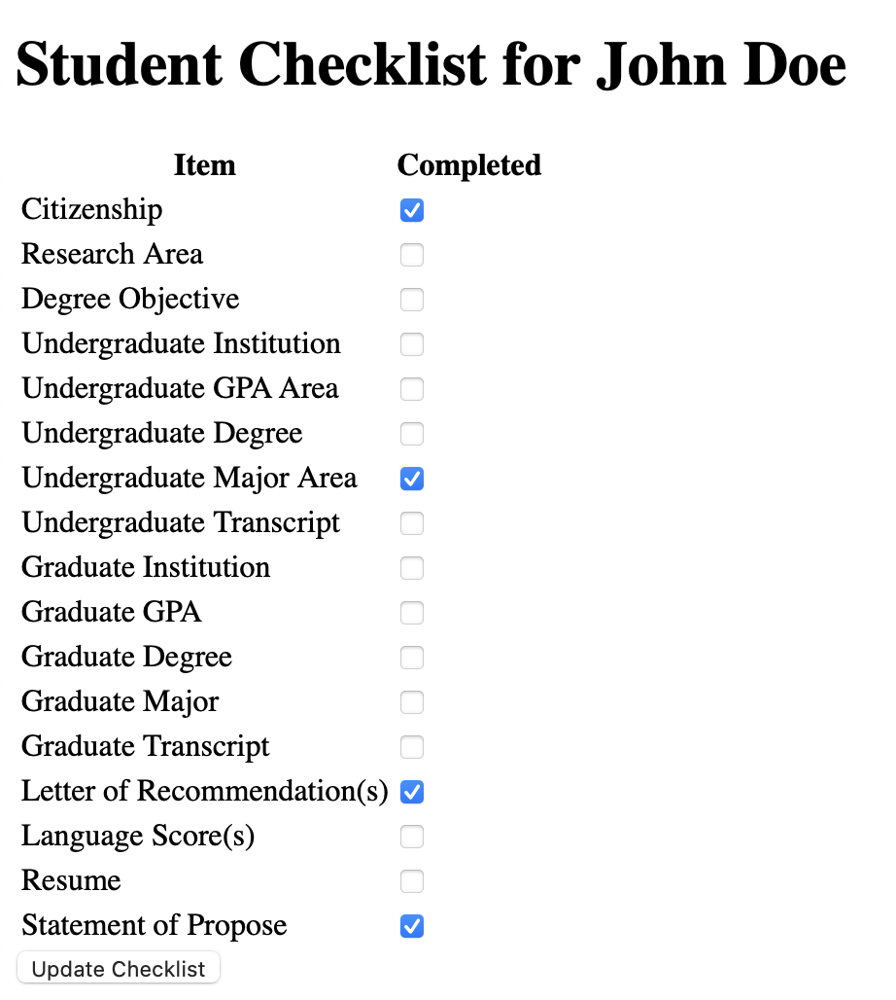 Student Checklist for John Doe
Item Completed
Citizenship
Research Area
Degree Objective
Undergraduate Institution
Undergraduate GPA Area
Undergraduate Degree
Undergraduate Major Area
Undergraduate Transcript
Graduate Institution
Graduate GPA
Graduate Degree
Graduate Major
Graduate Transcript
Letter of Recommendation(s)
Language Score(s)
Resume
Statement of Propose
Update Checklist